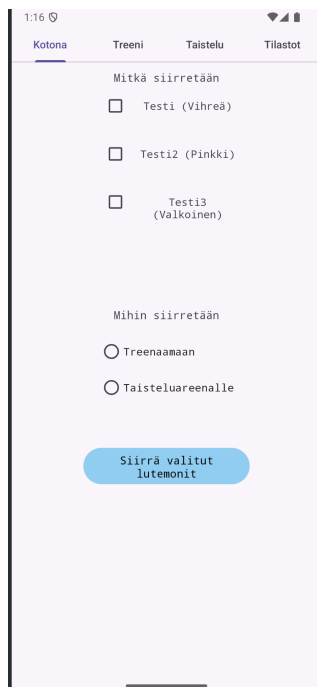 1:16
Kotona Treeni Taistelu Tilastot
Mitkä siirretään
Testi (Vihreä)
Testi2 (Pinkki)
Testi3
(Valkoinen)
Mihin siirretään
Treenaamaan
Taisteluareenalle
Siirrä valitut
lutemonit